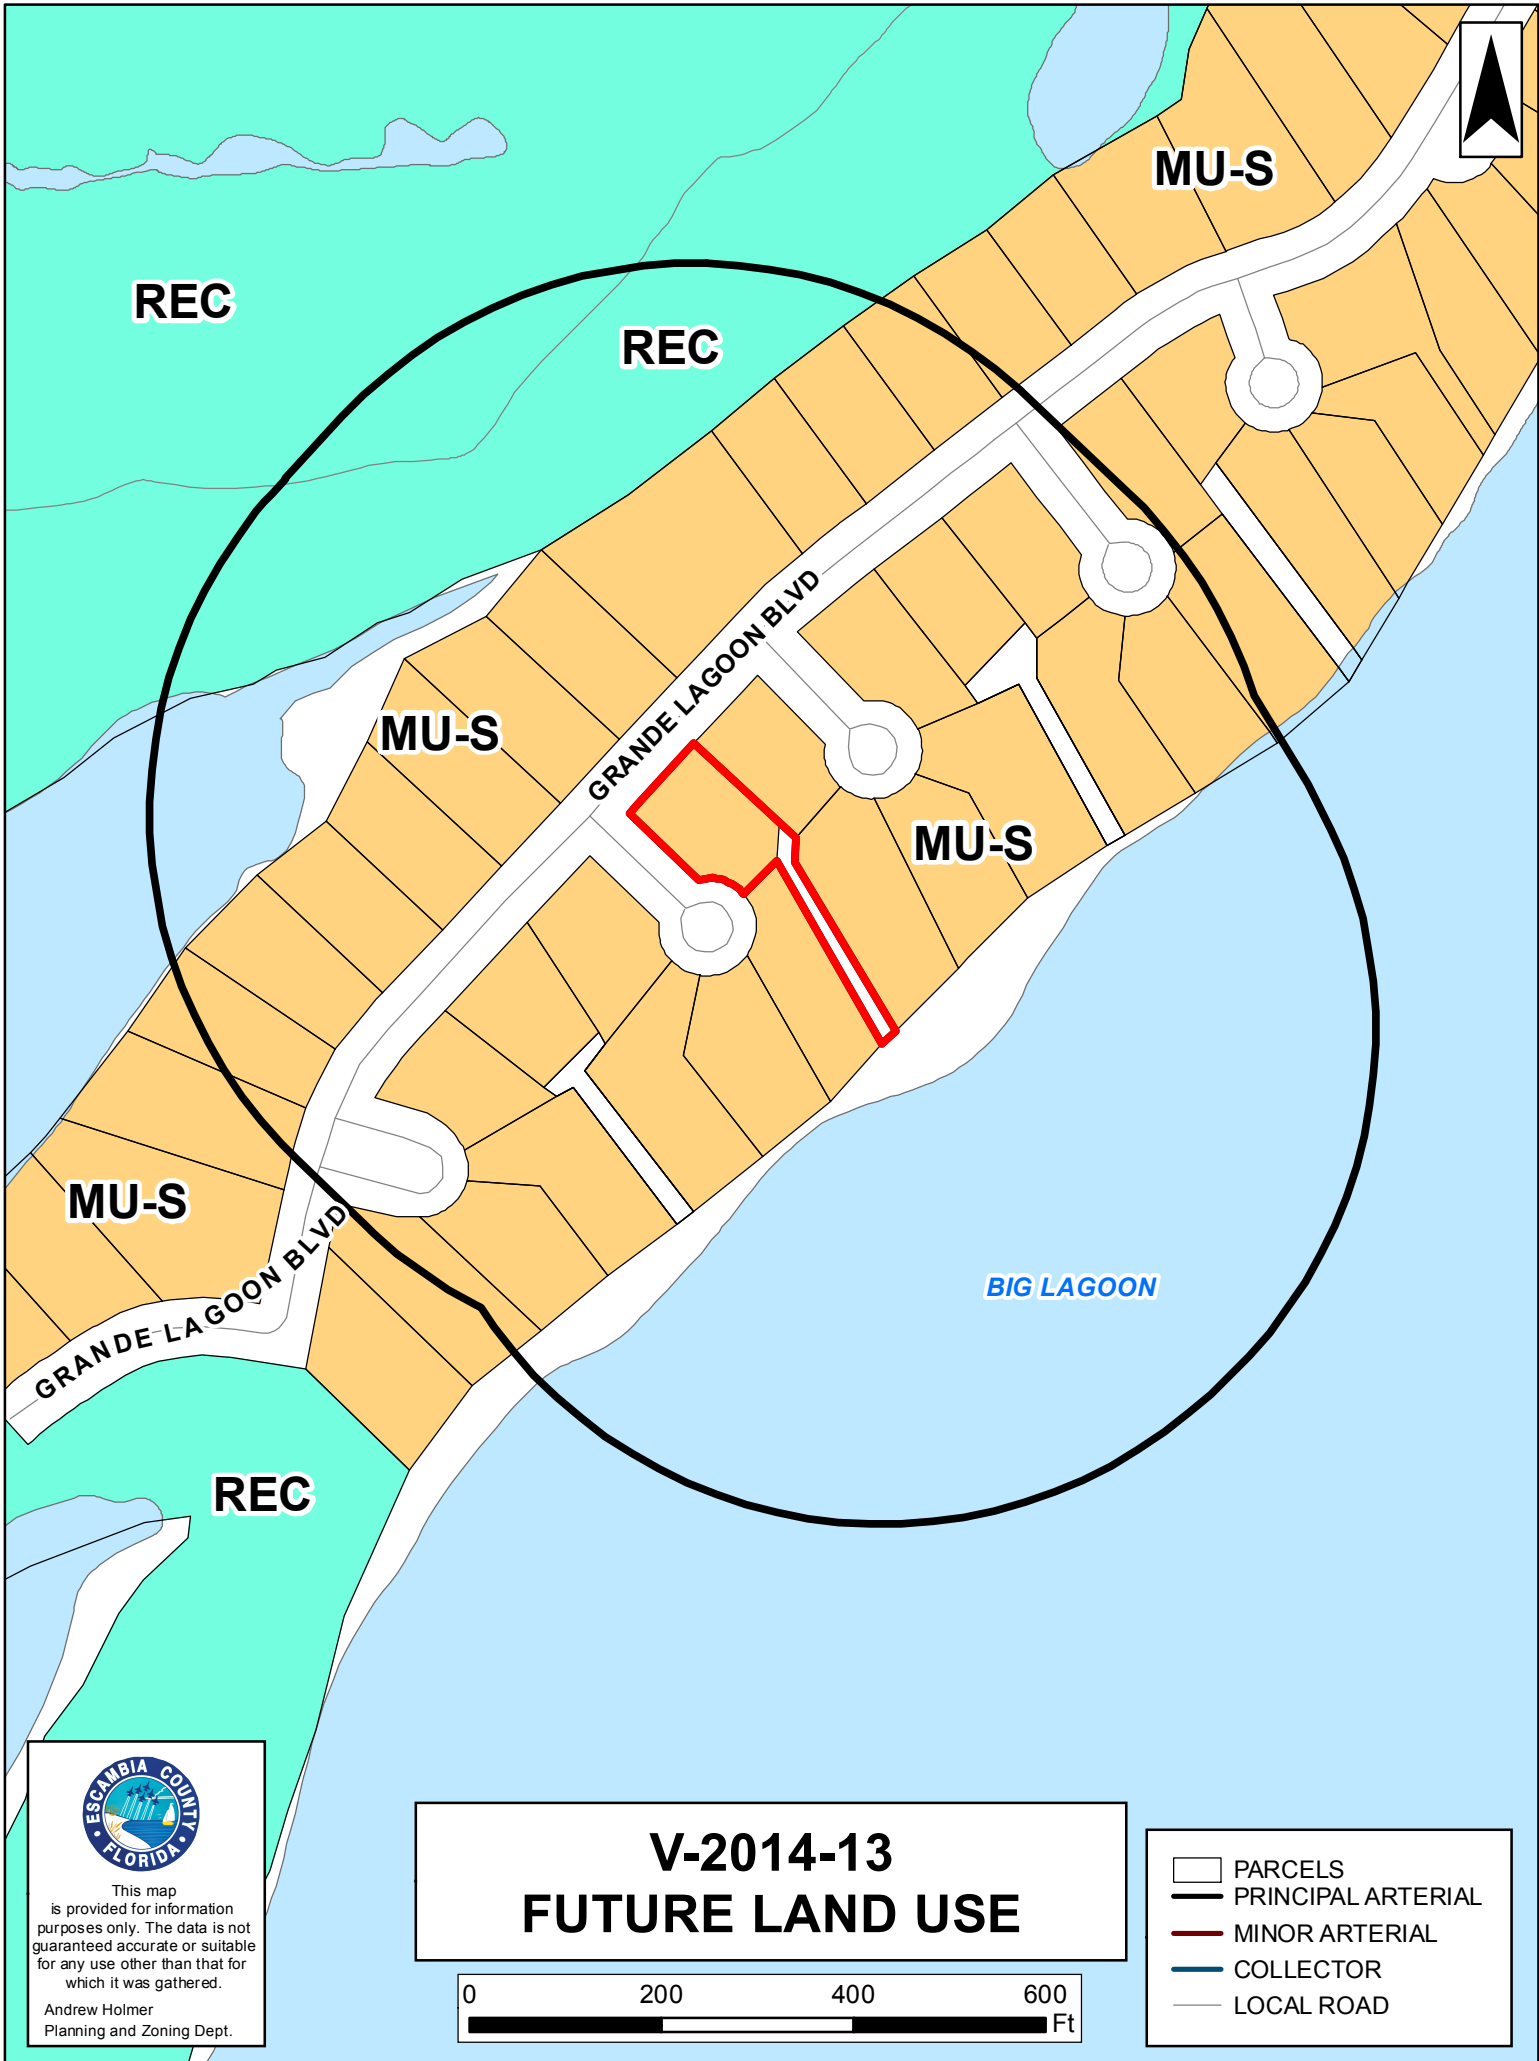 MU-S
REC
REC
GRANDE LAGOON BLVD
MU-S
MU-S
MU-S
GRANDE LAGOON BLVD
BIG LAGOON
REC
ESCAMBIA COUNTY
FLORIDA
This map
is provided for information
purposes only. The data is not
guaranteed accurate or suitable
for any use other than that for
which it was gathered.
Andrew Holmer
Planning and Zoning Dept.
V-2014-13
FUTURE LAND USE
0 200 400 600
Ft
PARCELS
PRINCIPAL ARTERIAL
MINOR ARTERIAL
COLLECTOR
LOCAL ROAD